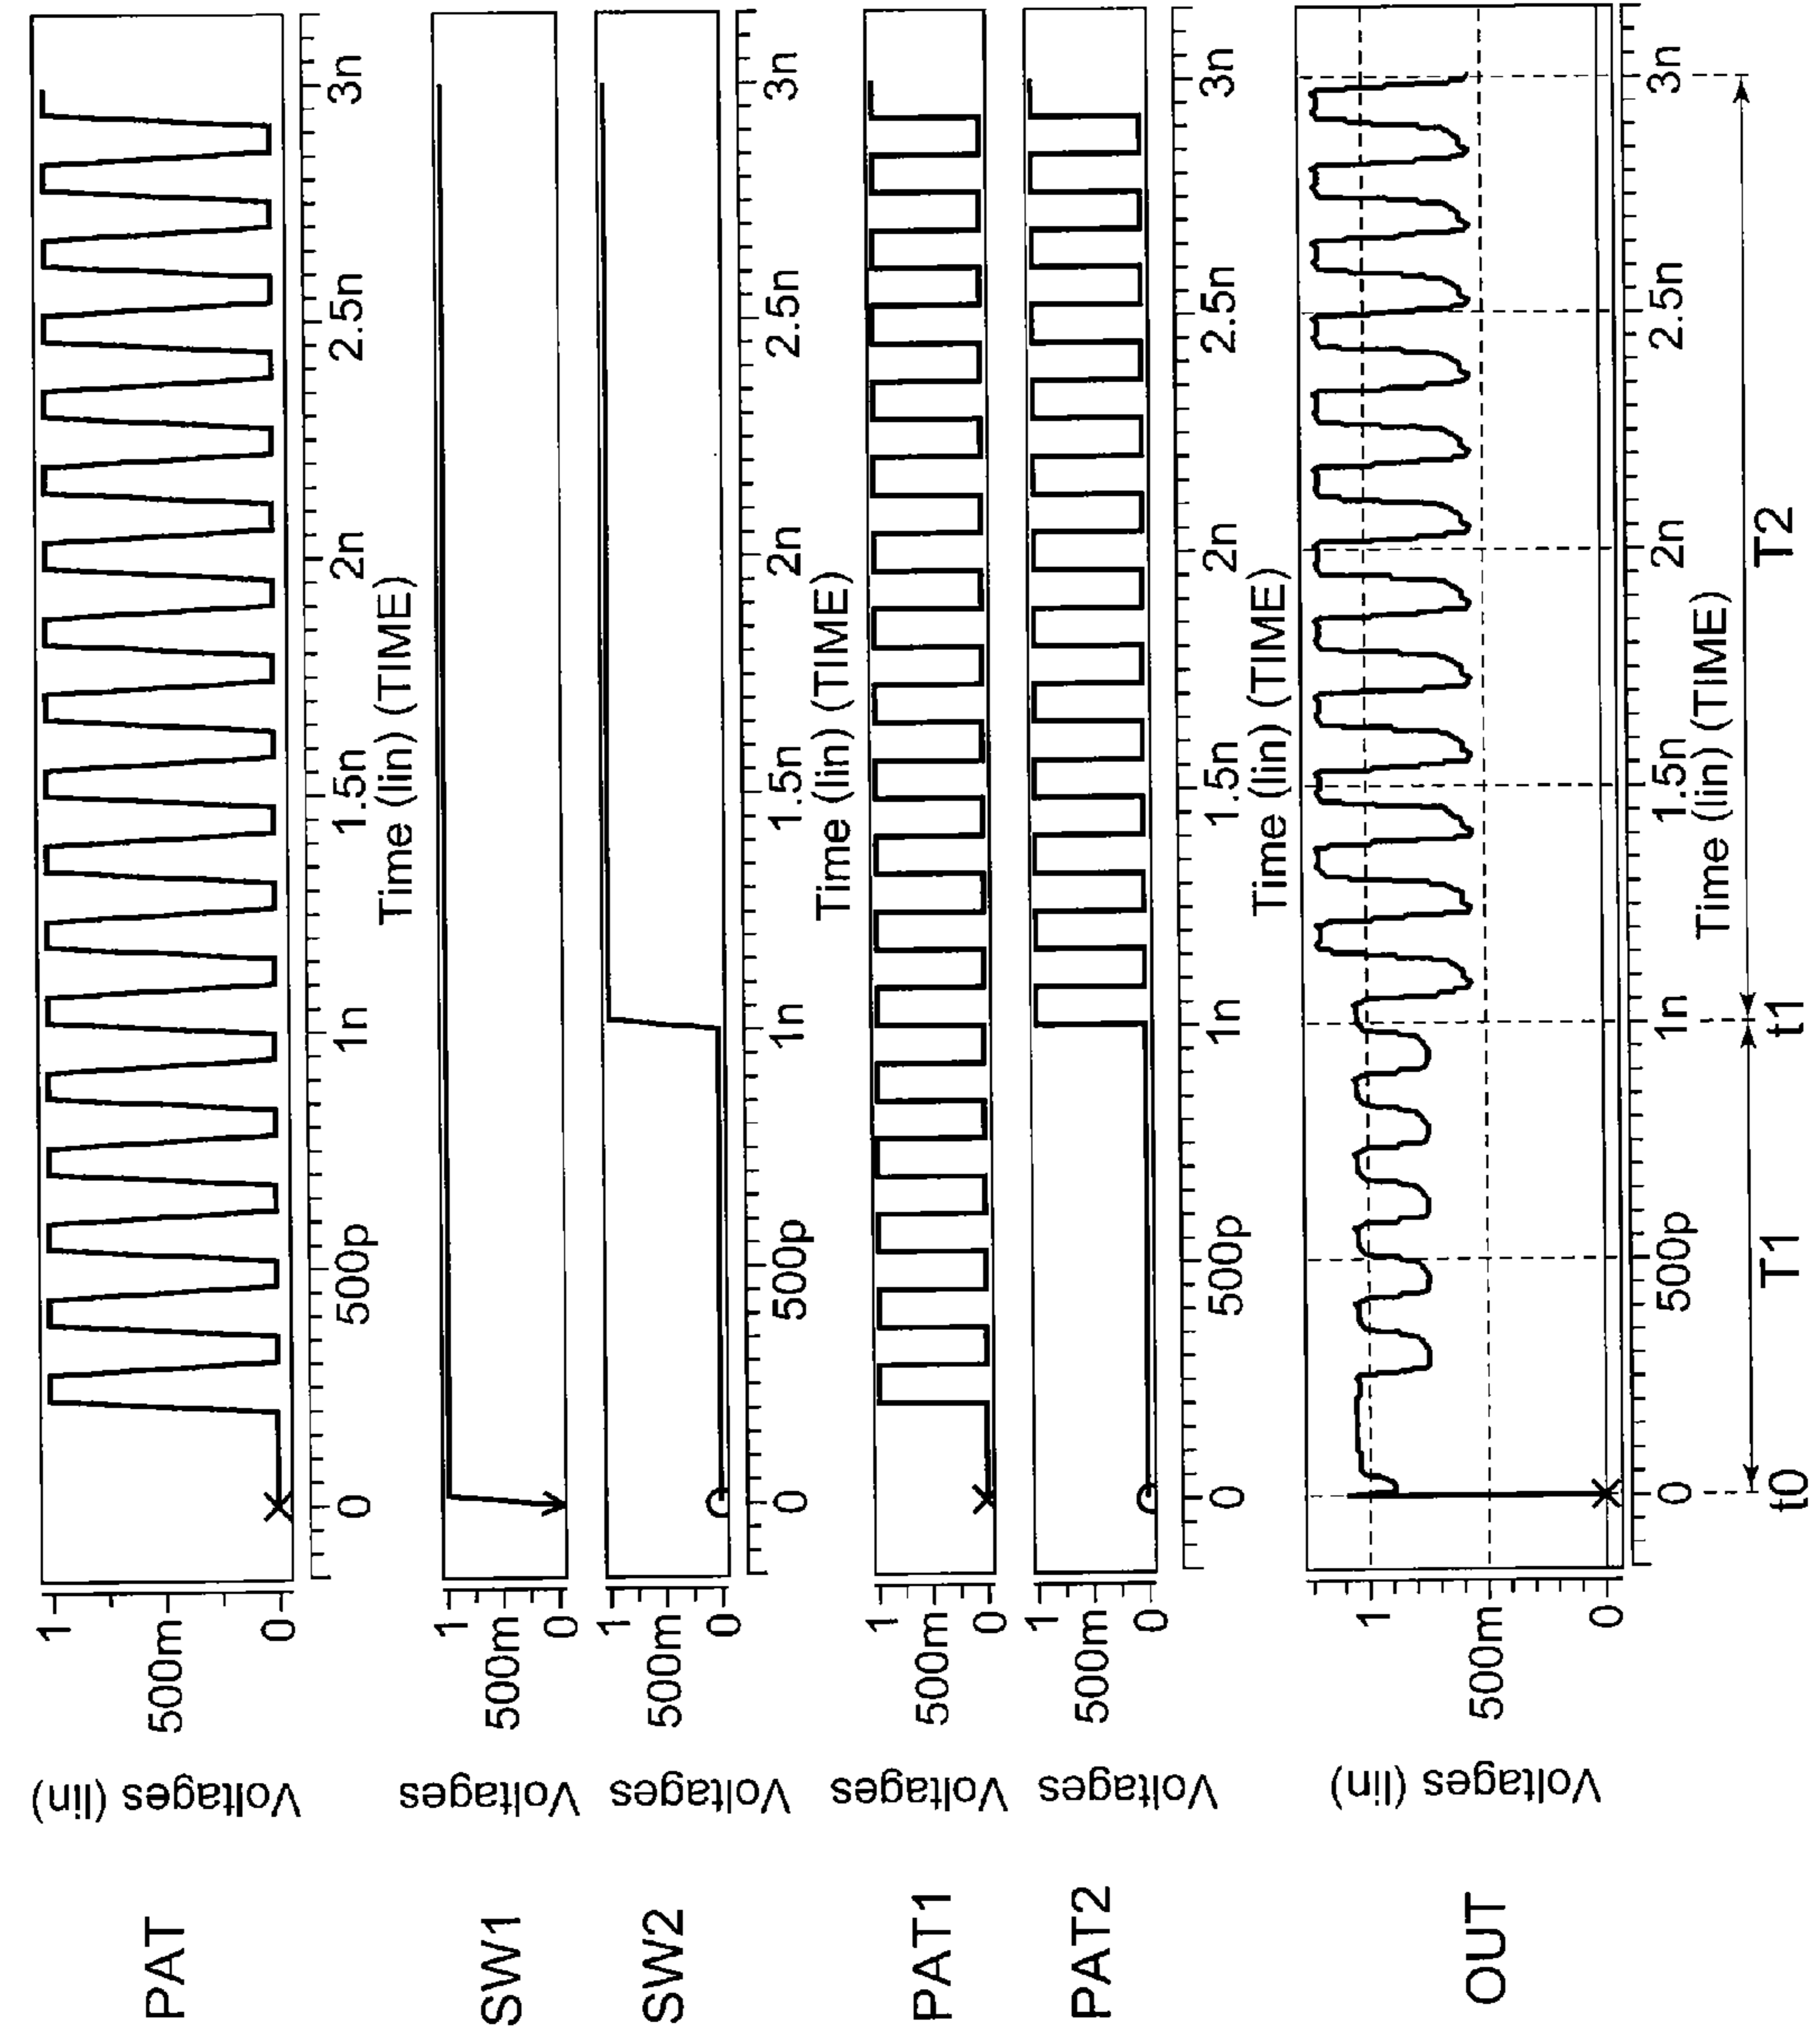 PAT
Voltages (lin)
1
500m
0
0
500p
1n
1.5n
2n
2.5n
3n
Time (lin) (TIME)
SW1
Voltages
1
500m
0
SW2
Voltages
1
500m
0
0
500p
1n
1.5n
2n
2.5n
3n
Time (lin) (TIME)
PAT1
Voltages
1
500m
0
PAT2
Voltages
1
500m
0
0
500p
1n
1.5n
2n
2.5n
3n
Time (lin) (TIME)
OUT
Voltages (lin)
1
500m
0
0
500p
1n
1.5n
2n
2.5n
3n
Time (lin) (TIME)
t0
T1
t1
T2